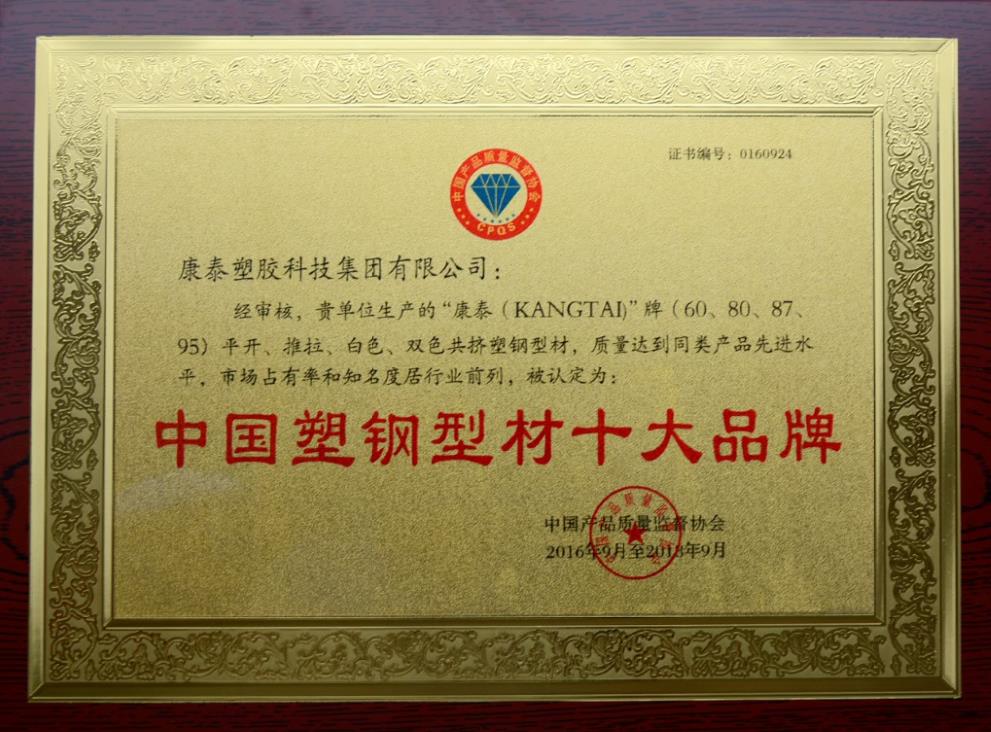 证书编号：0160924
中国产品质量监督协会
CPQS
康泰塑胶科技集团有限公司：
经审核，贵单位生产的“康泰（KANGTAI)”牌（60、80、87、
95）平开、推拉、白色、双色共挤塑钢型材，质量达到同类产品先进水
平，市场占有率和知名度居行业前列，被认定为：
中国塑钢型材十大品牌
中国产品质量监督协会
2016年9月至2018年9月